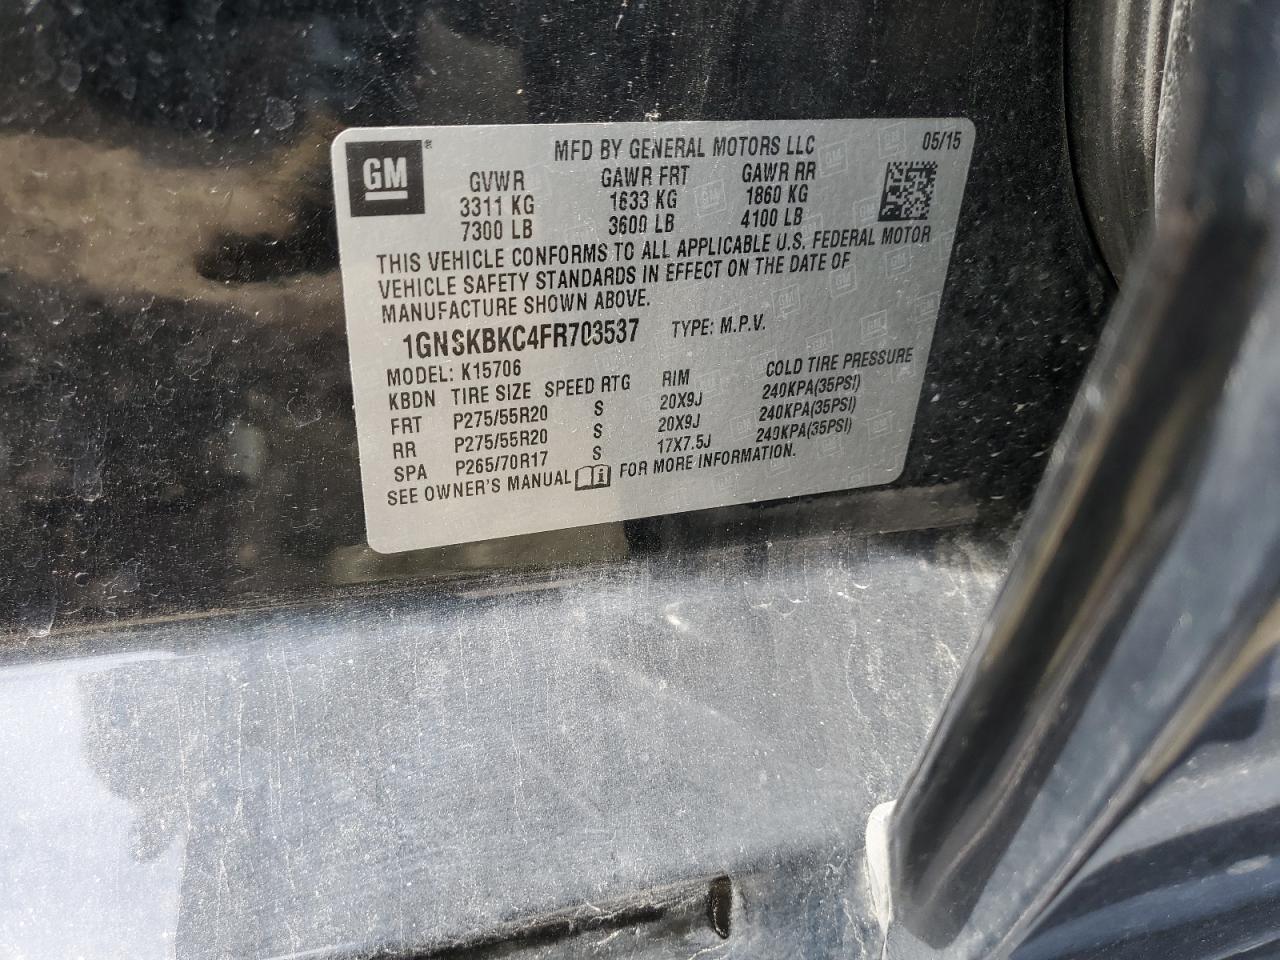 GM
MFD BY GENERAL MOTORS LLC 05/15
GVWR GAWR FRT GAWR RR
3311 KG 1633 KG 1860 KG
7300 LB 3600 LB 4100 LB
THIS VEHICLE CONFORMS TO ALL APPLICABLE U.S. FEDERAL MOTOR
VEHICLE SAFETY STANDARDS IN EFFECT ON THE DATE OF
MANUFACTURE SHOWN ABOVE.
1GNSKBKC4FR703537 TYPE: M.P.V.
MODEL: K15706
KBDN TIRE SIZE SPEED RTG RIM COLD TIRE PRESSURE
FRT P275/55R20 S 20X9J 240KPA(35PSI)
RR P275/55R20 S 20X9J 240KPA(35PSI)
SPA P265/70R17 S 17X7.5J 240KPA(35PSI)
SEE OWNER'S MANUAL FOR MORE INFORMATION.